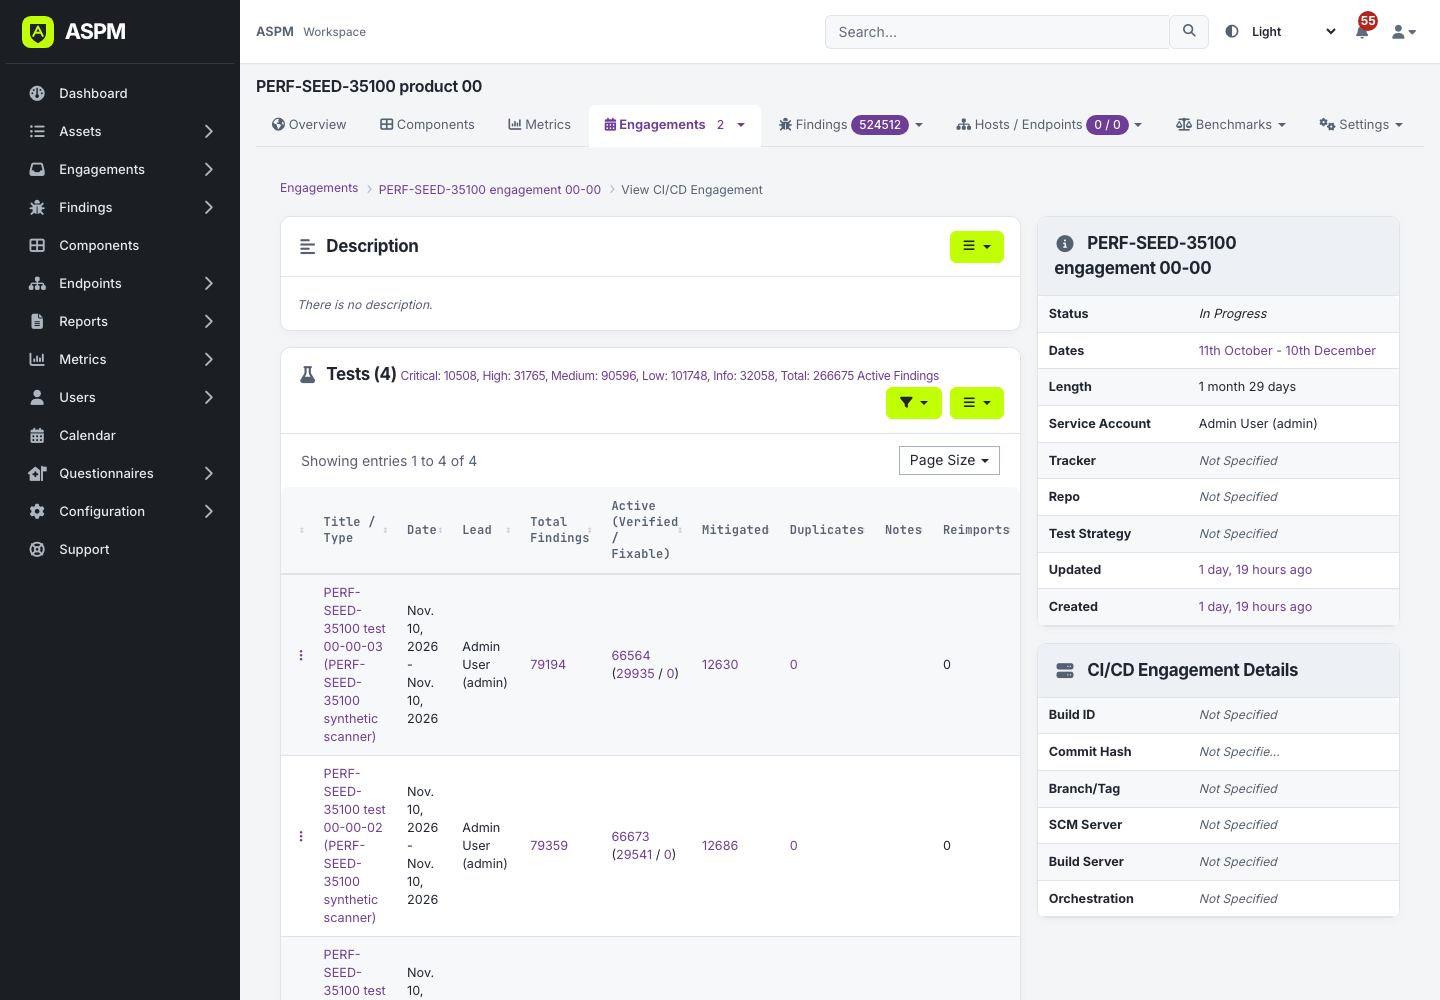 ASPM
ASPM Workspace
Search...
Light
55
Dashboard
Assets
Engagements
Findings
Components
Endpoints
Reports
Metrics
Users
Calendar
Questionnaires
Configuration
Support
PERF-SEED-35100 product 00
Overview
Components
Metrics
Engagements 2
Findings 524512
Hosts / Endpoints 0 / 0
Benchmarks
Settings
Engagements
PERF-SEED-35100 engagement 00-00
View CI/CD Engagement
Description
There is no description.
Tests (4) Critical: 10508, High: 31765, Medium: 90596, Low: 101748, Info: 32058, Total: 266675 Active Findings
Showing entries 1 to 4 of 4
Page Size
Title /
Type
Date
Lead
Total
Findings
Active
(Verified
/
Fixable)
Mitigated
Duplicates
Notes
Reimports
PERF-
SEED-
35100 test
00-00-03
(PERF-
SEED-
35100
synthetic
scanner)
Nov.
10,
2026
-
Nov.
10,
2026
Admin
User
(admin)
79194
66564
(29935 / 0)
12630
0
0
PERF-
SEED-
35100 test
00-00-02
(PERF-
SEED-
35100
synthetic
scanner)
Nov.
10,
2026
-
Nov.
10,
2026
Admin
User
(admin)
79359
66673
(29541 / 0)
12686
0
0
PERF-
SEED-
35100 test
Nov.
10,
PERF-SEED-35100
engagement 00-00
Status In Progress
Dates 11th October - 10th December
Length 1 month 29 days
Service Account Admin User (admin)
Tracker Not Specified
Repo Not Specified
Test Strategy Not Specified
Updated 1 day, 19 hours ago
Created 1 day, 19 hours ago
CI/CD Engagement Details
Build ID Not Specified
Commit Hash Not Specifie...
Branch/Tag Not Specified
SCM Server Not Specified
Build Server Not Specified
Orchestration Not Specified